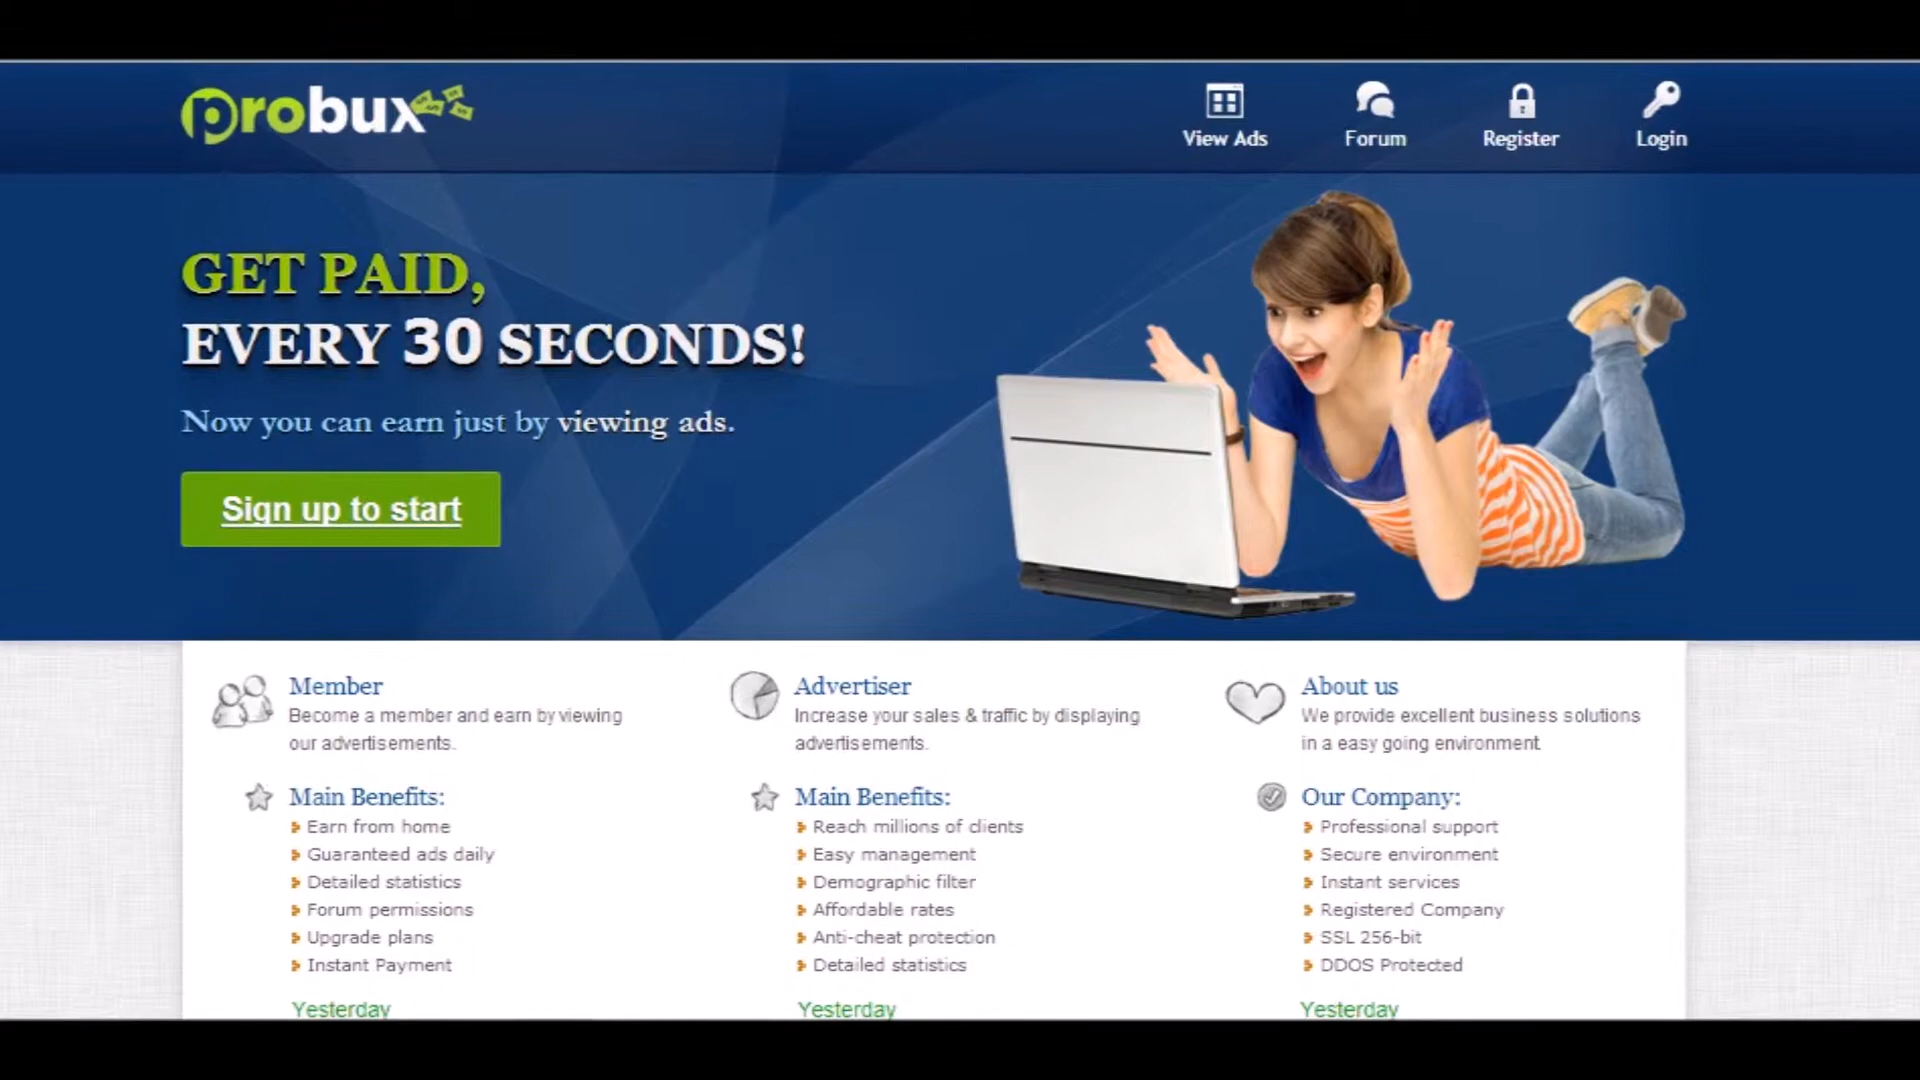 probux
View Ads
Forum
Register
Login
GET PAID,
EVERY 30 SECONDS!
Now you can earn just by viewing ads.
Sign up to start
Member
Become a member and earn by viewing
our advertisements.
Main Benefits:
Earn from home
Guaranteed ads daily
Detailed statistics
Forum permissions
Upgrade plans
Instant Payment
Yesterday
Advertiser
Increase your sales & traffic by displaying
advertisements.
Main Benefits:
Reach millions of clients
Easy management
Demographic filter
Affordable rates
Anti-cheat protection
Detailed statistics
Yesterday
About us
We provide excellent business solutions
in a easy going environment
Our Company:
Professional support
Secure environment
Instant services
Registered Company
SSL 256-bit
DDOS Protected
Yesterday